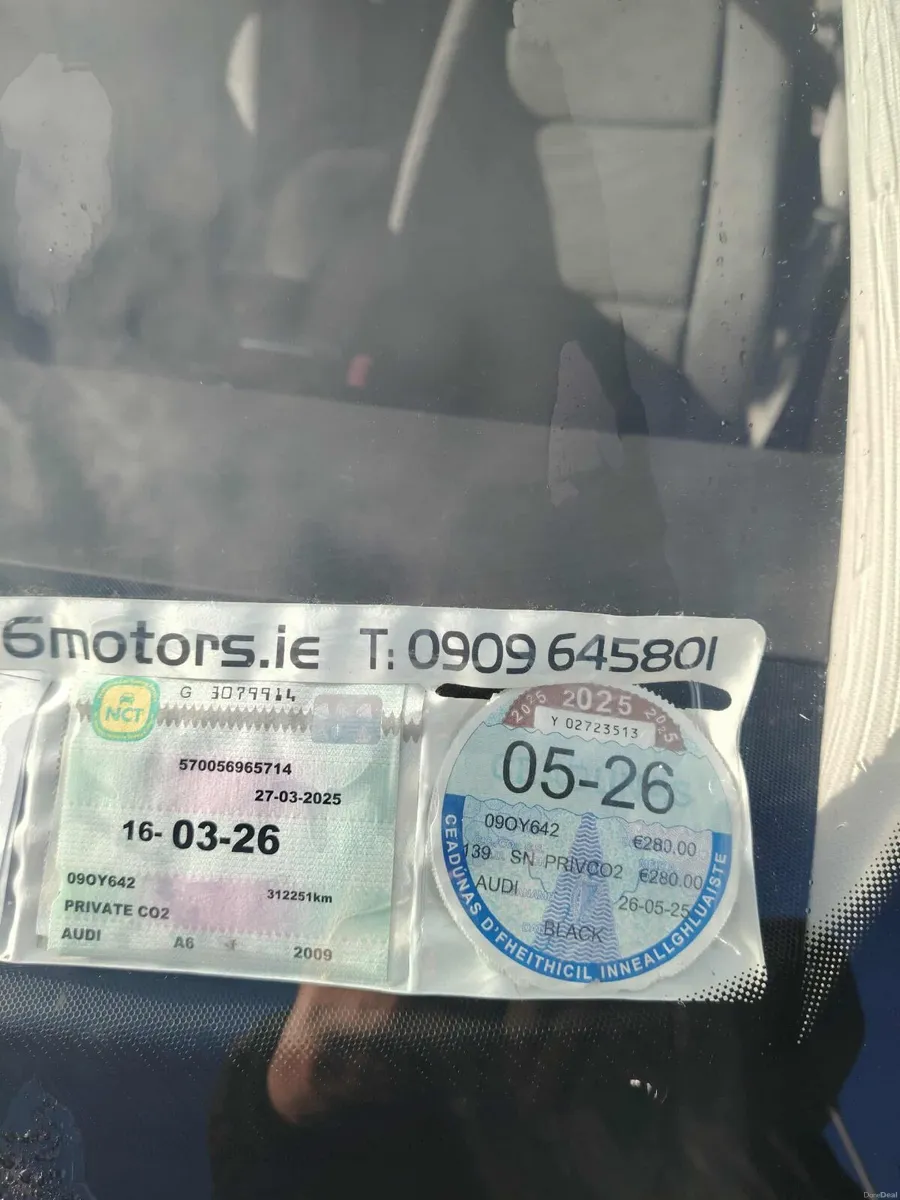 6motors.ie T: 0909 645801
NCT
G 3079914
570056965714
27-03-2025
16- 03-26
09OY642
312251km
PRIVATE CO2
AUDI A6 2009
2025 2025 2025
Y 02723513
05-26
09OY642 €280.00
139 SN PRIVCO2 €280.00
AUDI 26-05-25
BLACK
CEADUNAS D'FHEITHICIL INNEALLGHLUAISTE
DoneDeal